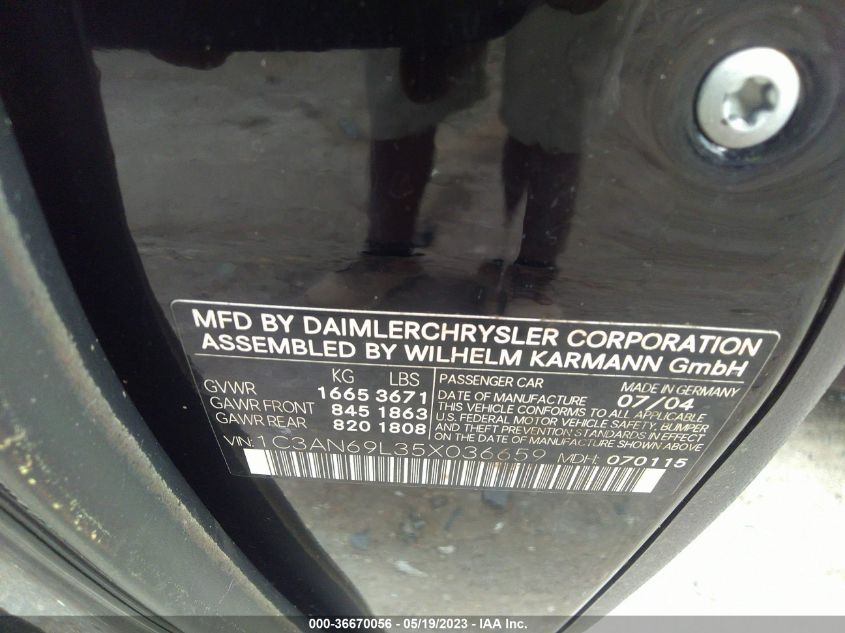 MFD BY DAIMLERCHRYSLER CORPORATION
ASSEMBLED BY WILHELM KARMANN GmbH
KG LBS
GVWR 1665 3671
GAWR FRONT 845 1863
GAWR REAR 820 1808
PASSENGER CAR MADE IN GERMANY
DATE OF MANUFACTURE 07/04
THIS VEHICLE CONFORMS TO ALL APPLICABLE
U.S. FEDERAL MOTOR VEHICLE SAFETY, BUMPER
AND THEFT PREVENTION STANDARDS IN EFFECT
ON THE DATE OF MANUFACTURE SHOWN ABOVE
VIN: 1C3AN69L35X036659 MDH: 070115
000-36670056 - 05/19/2023 - IAA Inc.